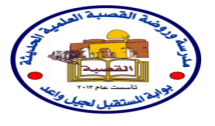 مدرسة وروضة القصبة العلمية الحديثة
القصبة
تأسست عام ٢٠١٣
بوابة المستقبل لجيل واعد